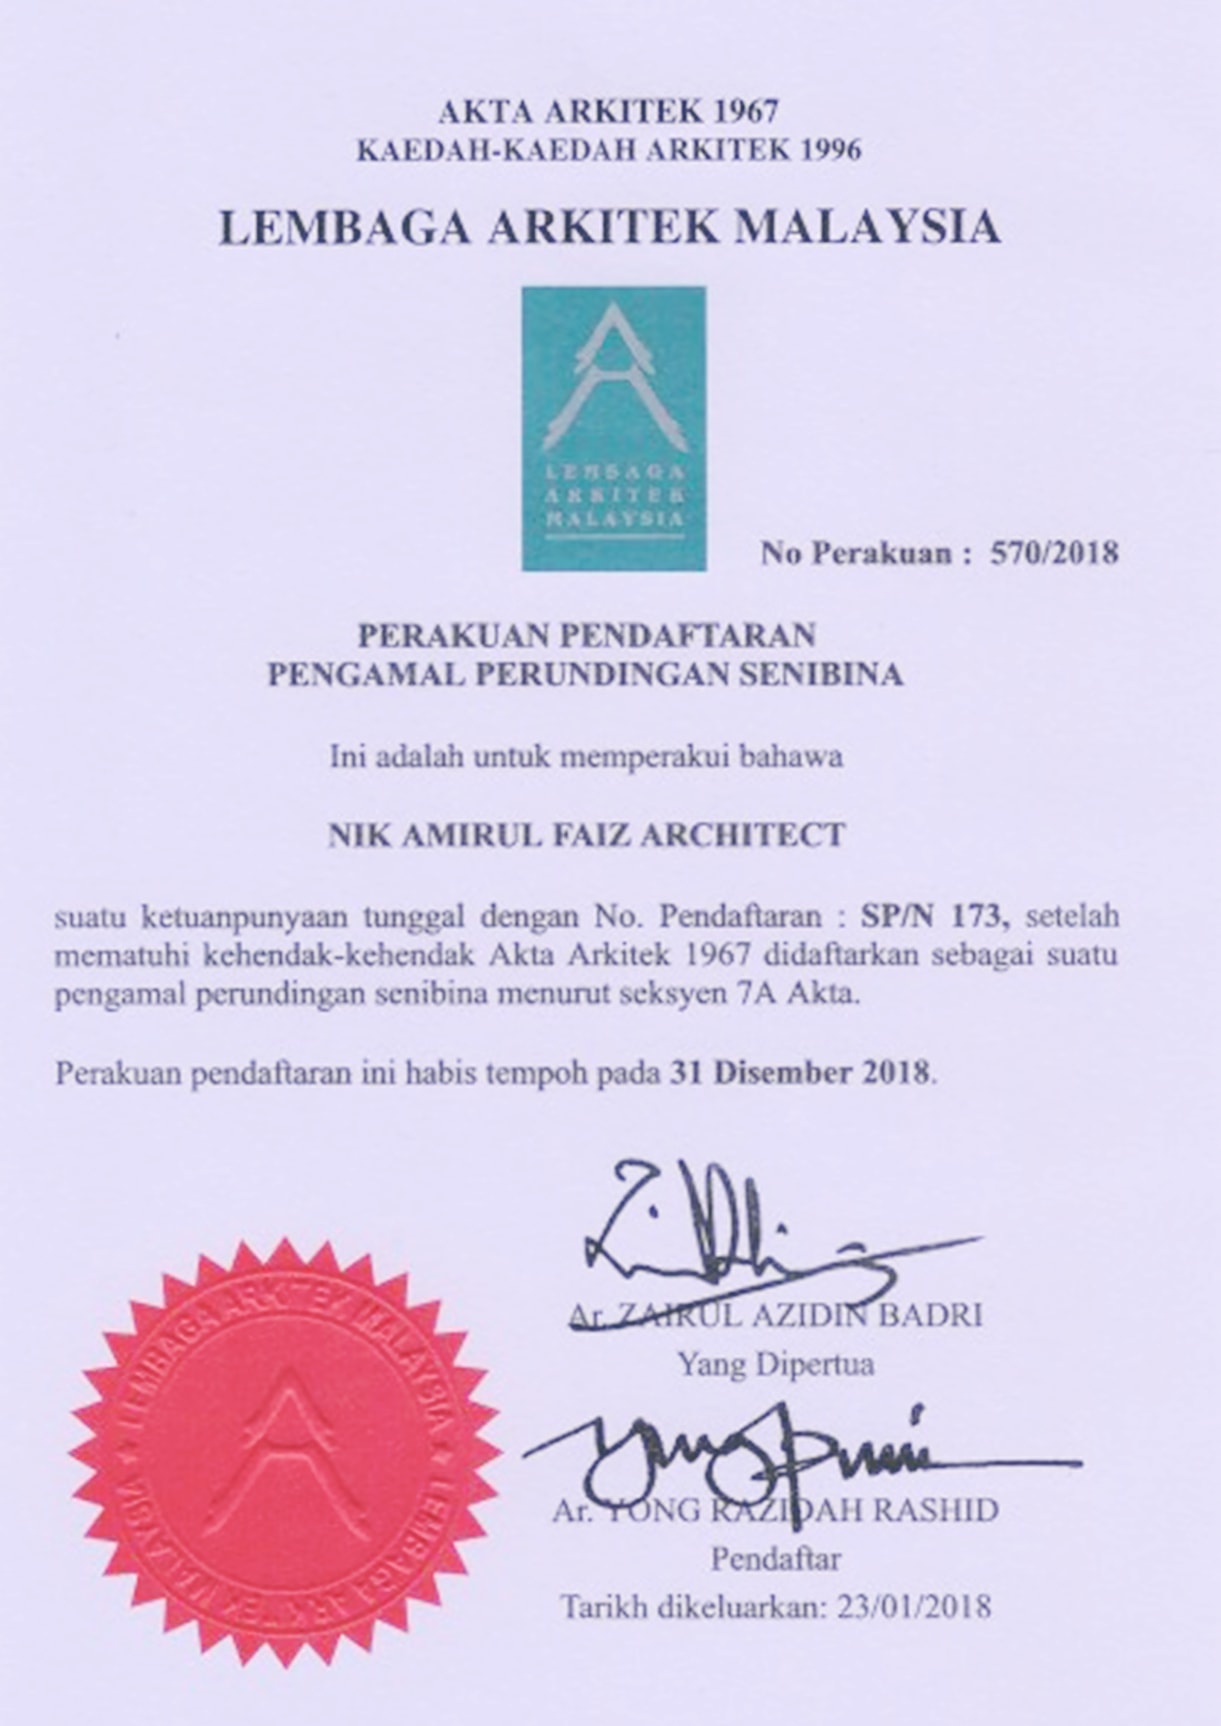 AKTA ARKITEK 1967
KAEDAH-KAEDAH ARKITEK 1996
LEMBAGA ARKITEK MALAYSIA
LEMBAGA
ARKITEK
MALAYSIA
No Perakuan : 570/2018
PERAKUAN PENDAFTARAN
PENGAMAL PERUNDINGAN SENIBINA
Ini adalah untuk memperakui bahawa
NIK AMIRUL FAIZ ARCHITECT
suatu ketuanpunyaan tunggal dengan No. Pendaftaran : SP/N 173, setelah
mematuhi kehendak-kehendak Akta Arkitek 1967 didaftarkan sebagai suatu
pengamal perundingan senibina menurut seksyen 7A Akta.
Perakuan pendaftaran ini habis tempoh pada 31 Disember 2018.
Ar. ZAIRUL AZIDIN BADRI
Yang Dipertua
Ar. YONG RAZIDAH RASHID
Pendaftar
Tarikh dikeluarkan: 23/01/2018
LEMBAGA ARKITEK MALAYSIA
LEMBAGA ARKITEK MALAYSIA